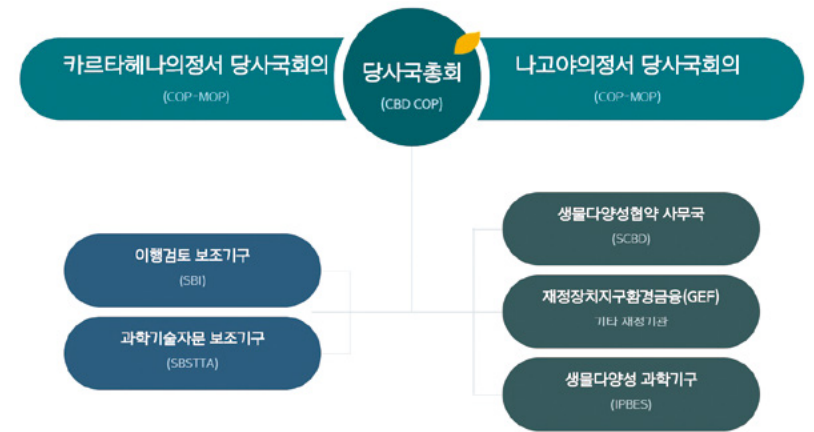 카르타헤나의정서 당사국회의
(COP-MOP)
당사국총회
(CBD COP)
나고야의정서 당사국회의
(COP-MOP)
이행검토 보조기구
(SBI)
과학기술자문 보조기구
(SBSTTA)
생물다양성협약 사무국
(SCBD)
재정장치지구환경금융(GEF)
기타 재정기관
생물다양성 과학기구
(IPBES)